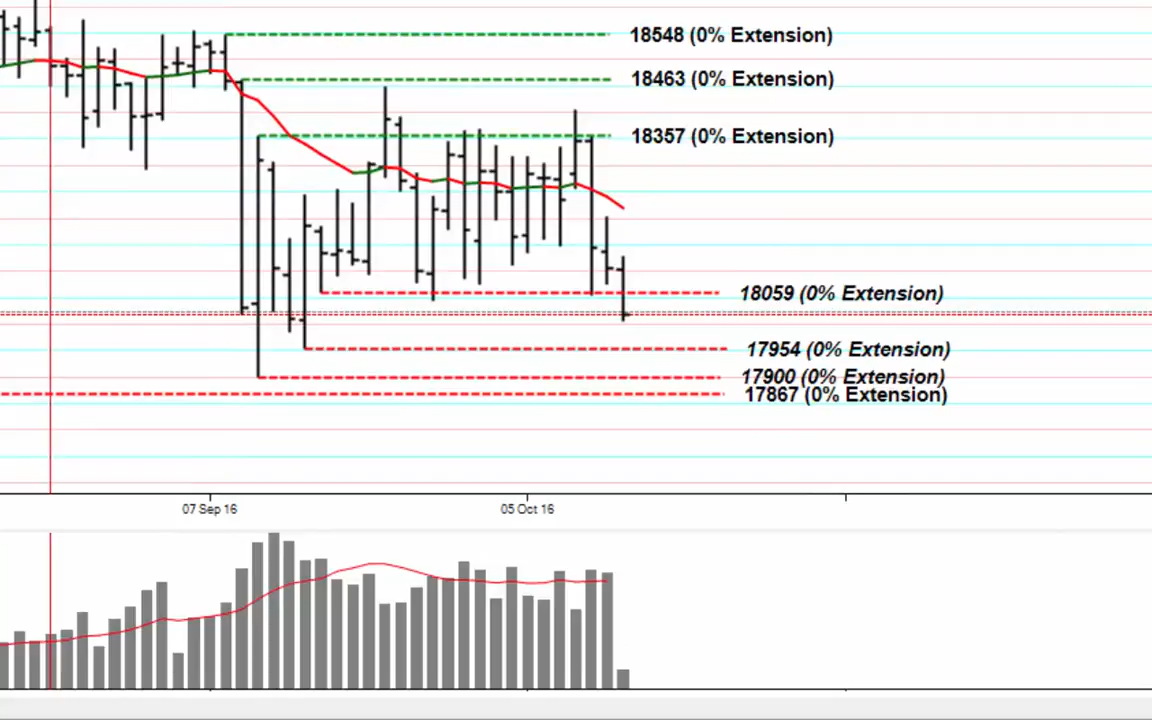 18548 (0% Extension)
18463 (0% Extension)
18357 (0% Extension)
18059 (0% Extension)
17954 (0% Extension)
17900 (0% Extension)
17867 (0% Extension)
07 Sep 16
05 Oct 16